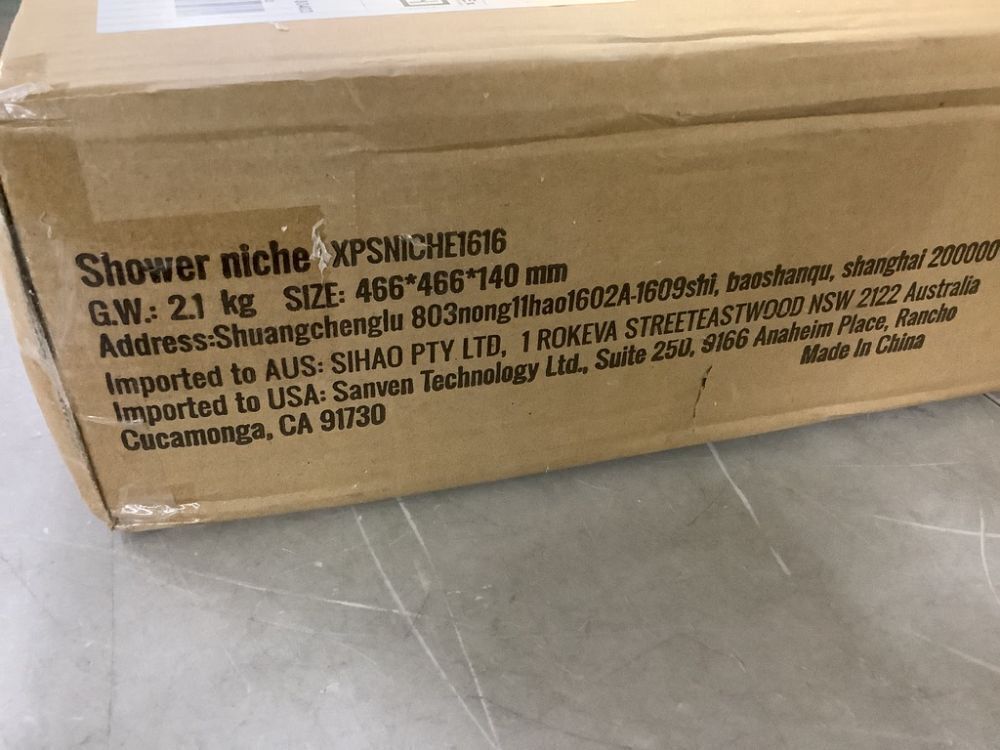 Shower niche XPSNICHE1616
G.W.: 2.1 kg SIZE: 466*466*140 mm
Address:Shuangchenglu 803nong11hao1602A-1609shi, baoshanqu, shanghai 200000
Imported to AUS: SIHAO PTY LTD, 1 ROKEVA STREETEASTWOOD NSW 2122 Australia
Imported to USA: Sanven Technology Ltd., Suite 250, 9166 Anaheim Place, Rancho
Cucamonga, CA 91730
Made In China